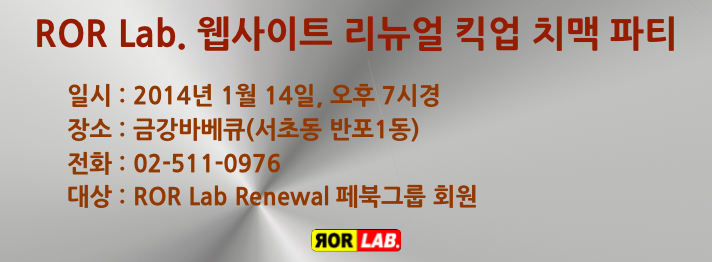 ROR Lab. 웹사이트 리뉴얼 킥업 치맥 파티
일시 : 2014년 1월 14일, 오후 7시경
장소 : 금강바베큐(서초동 반포1동)
전화 : 02-511-0976
대상 : ROR Lab Renewal 페북그룹 회원
ROR LAB.